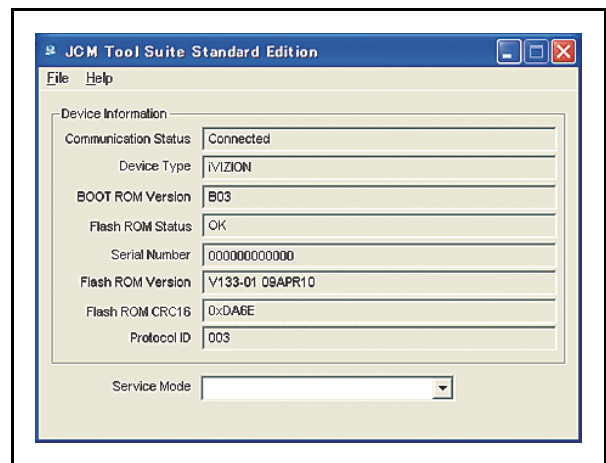 JCM Tool Suite Standard Edition
File Help
Device Information
Communication Status Connected
Device Type iVIZION
BOOT ROM Version B03
Flash ROM Status OK
Serial Number 000000000000
Flash ROM Version V133-01 09APR10
Flash ROM CRC16 0xDA6E
Protocol ID 003
Service Mode